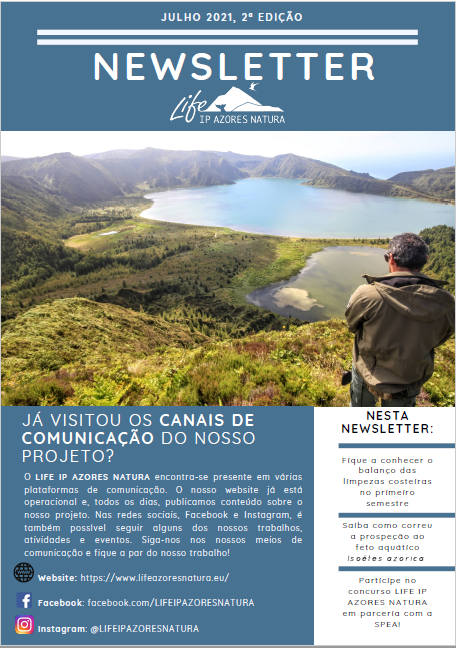 JULHO 2021, 2ª EDIÇÃO
NEWSLETTER
Life
IP AZORES NATURA
JÁ VISITOU OS CANAIS DE
COMUNICAÇÃO DO NOSSO
PROJETO?
O LIFE IP AZORES NATURA encontra-se presente em várias
plataformas de comunicação. O nosso website já está
operacional e, todos os dias, publicamos conteúdo sobre o
nosso projeto. Nas redes sociais, Facebook e Instagram, é
também possível seguir alguns dos nossos trabalhos,
atividades e eventos. Siga-nos nos nossos meios de
comunicação e fique a par do nosso trabalho!
Website: https://www.lifeazoresnatura.eu/
Facebook: facebook.com/LIFEIPAZORESNATURA
Instagram: @LIFEIPAZORESNATURA
NESTA
NEWSLETTER:
Fique a conhecer o
balanço das
limpezas costeiras
no primeiro
semestre
Saiba como correu
a prospeção ao
feto aquático
Isoëtes azorica
Participe no
concurso LIFE IP
AZORES NATURA
em parceria com a
SPEA!